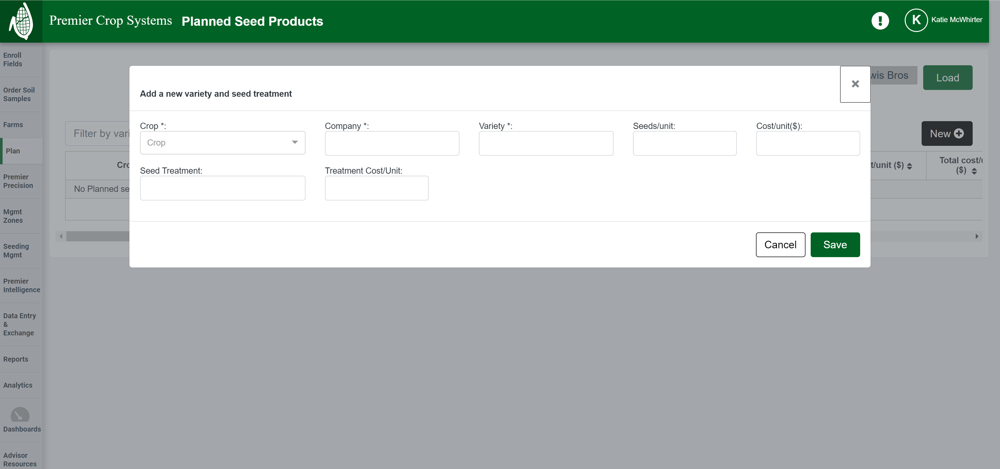 Premier Crop Systems Planned Seed Products
! K Katie McWhirter
Enroll
Fields
Order Soil
Samples
Farms
Plan
Premier
Precision
Mgmt
Zones
Seeding
Mgmt
Premier
Intelligence
Data Entry
&
Exchange
Reports
Analytics
Dashboards
Advisor
Resources
wis Bros Load
Filter by vari
New
Cro
t/unit ($)
Total cost/u
($)
No Planned se
Add a new variety and seed treatment
×
Crop *: Company *: Variety *: Seeds/unit: Cost/unit($):
Crop
Seed Treatment: Treatment Cost/Unit:
Cancel Save